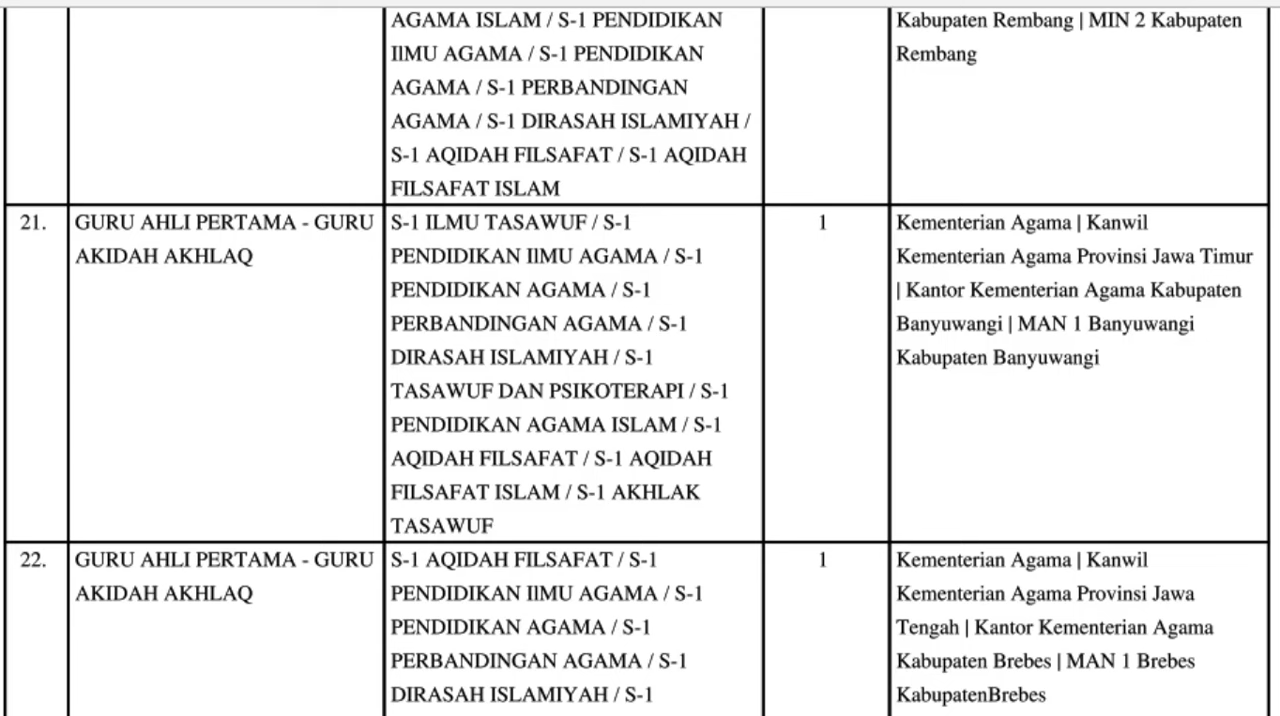 AGAMA ISLAM / S-1 PENDIDIKAN
IlMU AGAMA / S-1 PENDIDIKAN
AGAMA / S-1 PERBANDINGAN
AGAMA / S-1 DIRASAH ISLAMIYAH /
S-1 AQIDAH FILSAFAT / S-1 AQIDAH
FILSAFAT ISLAM
Kabupaten Rembang | MIN 2 Kabupaten
Rembang
21.
GURU AHLI PERTAMA - GURU
AKIDAH AKHLAQ
S-1 ILMU TASAWUF / S-1
PENDIDIKAN IlMU AGAMA / S-1
PENDIDIKAN AGAMA / S-1
PERBANDINGAN AGAMA / S-1
DIRASAH ISLAMIYAH / S-1
TASAWUF DAN PSIKOTERAPI / S-1
PENDIDIKAN AGAMA ISLAM / S-1
AQIDAH FILSAFAT / S-1 AQIDAH
FILSAFAT ISLAM / S-1 AKHLAK
TASAWUF
1
Kementerian Agama | Kanwil
Kementerian Agama Provinsi Jawa Timur
| Kantor Kementerian Agama Kabupaten
Banyuwangi | MAN 1 Banyuwangi
Kabupaten Banyuwangi
22.
GURU AHLI PERTAMA - GURU
AKIDAH AKHLAQ
S-1 AQIDAH FILSAFAT / S-1
PENDIDIKAN IlMU AGAMA / S-1
PENDIDIKAN AGAMA / S-1
PERBANDINGAN AGAMA / S-1
DIRASAH ISLAMIYAH / S-1
1
Kementerian Agama | Kanwil
Kementerian Agama Provinsi Jawa
Tengah | Kantor Kementerian Agama
Kabupaten Brebes | MAN 1 Brebes
KabupatenBrebes